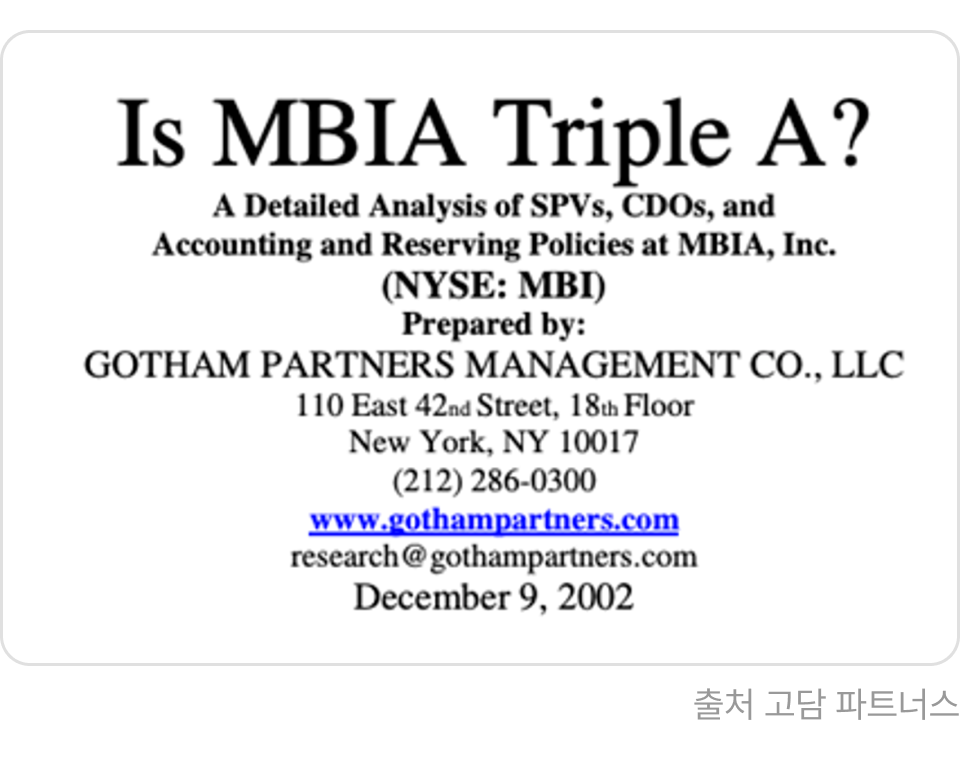 Is MBIA Triple A?
A Detailed Analysis of SPVs, CDOs, and
Accounting and Reserving Policies at MBIA, Inc.
(NYSE: MBI)
Prepared by:
GOTHAM PARTNERS MANAGEMENT CO., LLC
110 East 42nd Street, 18th Floor
New York, NY 10017
(212) 286-0300
www.gothampartners.com
research@gothampartners.com
December 9, 2002
출처 고담 파트너스